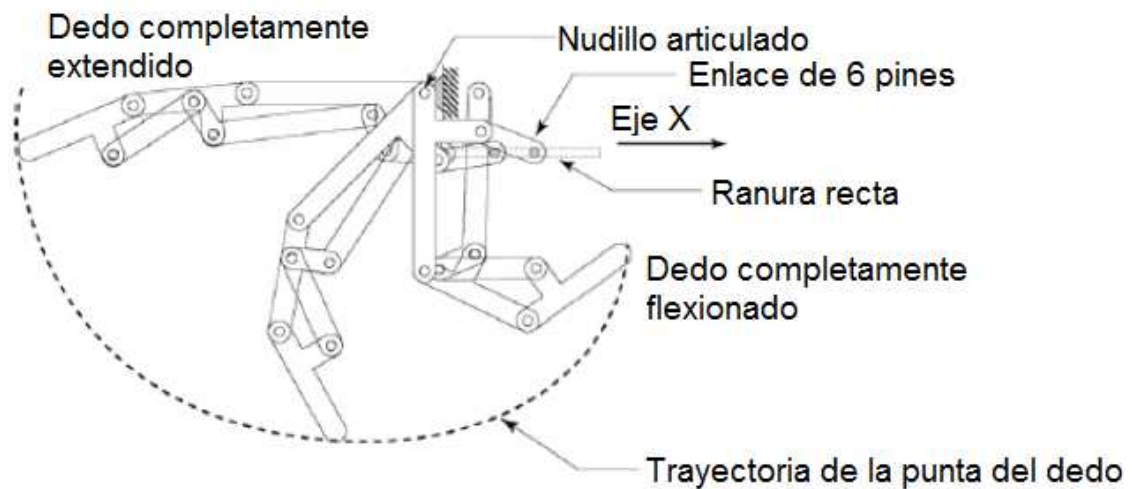 Dedo completamente
extendido
Nudillo articulado
Enlace de 6 pines
Eje X
Ranura recta
Dedo completamente
flexionado
Trayectoria de la punta del dedo